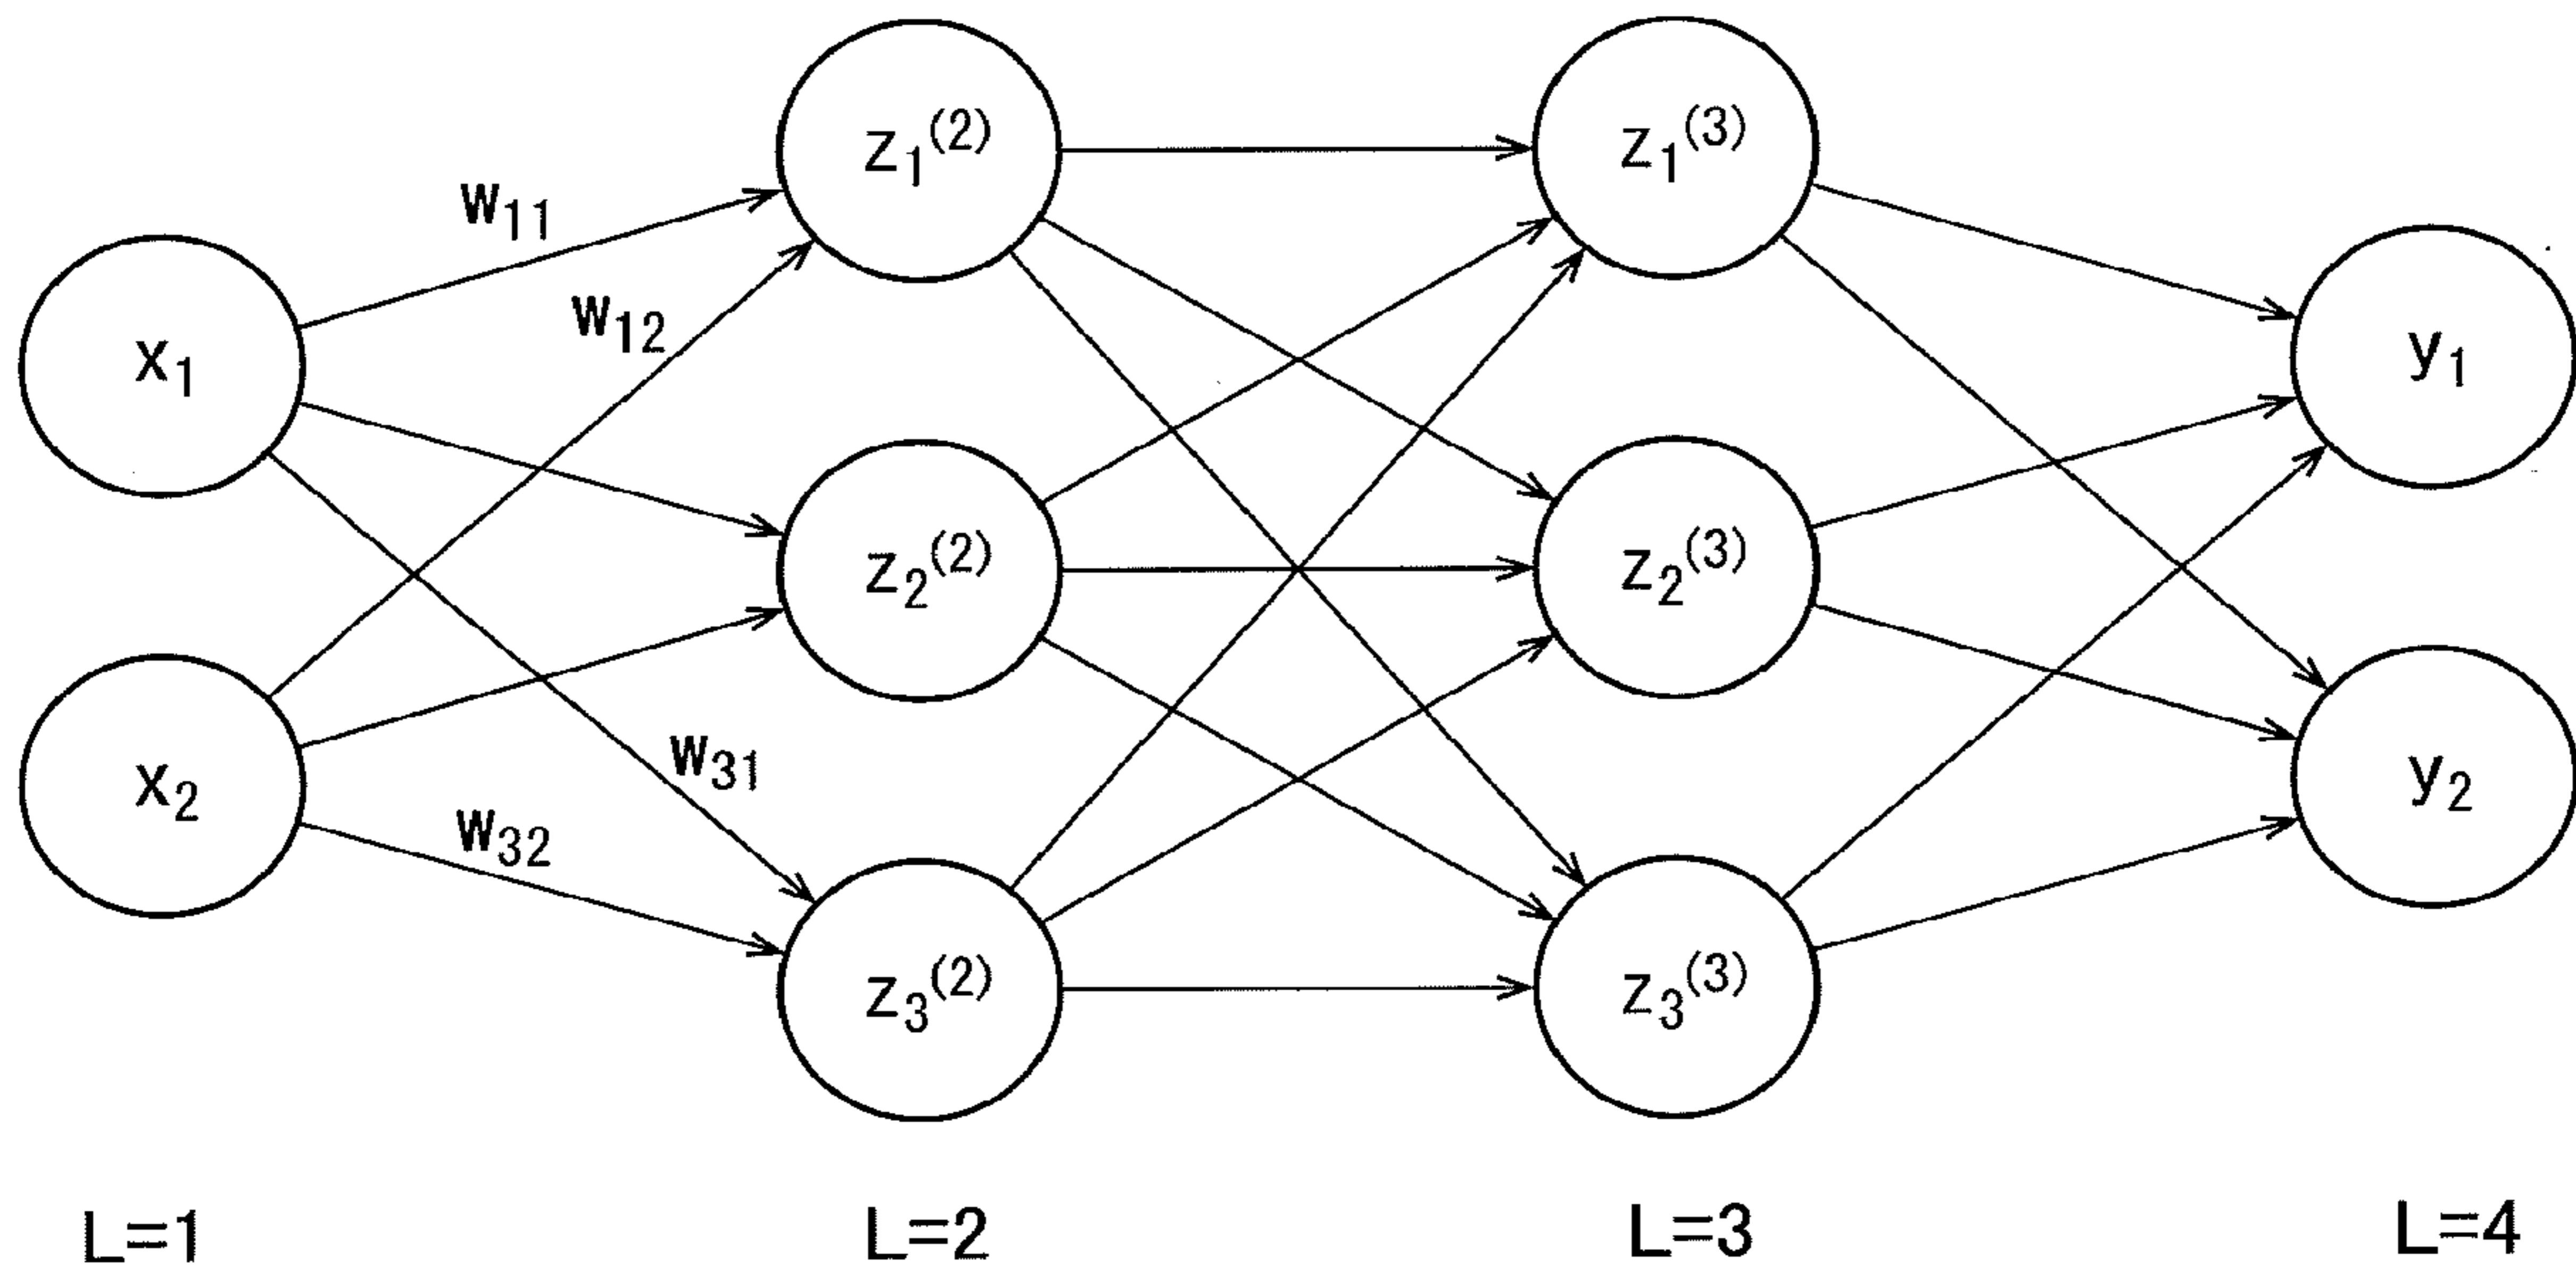 z₁⁽²⁾ z₁⁽³⁾
w₁₁
w₁₂
x₁ y₁
z₂⁽²⁾ z₂⁽³⁾
w₃₁
x₂ y₂
w₃₂
z₃⁽²⁾ z₃⁽³⁾
L=1 L=2 L=3 L=4